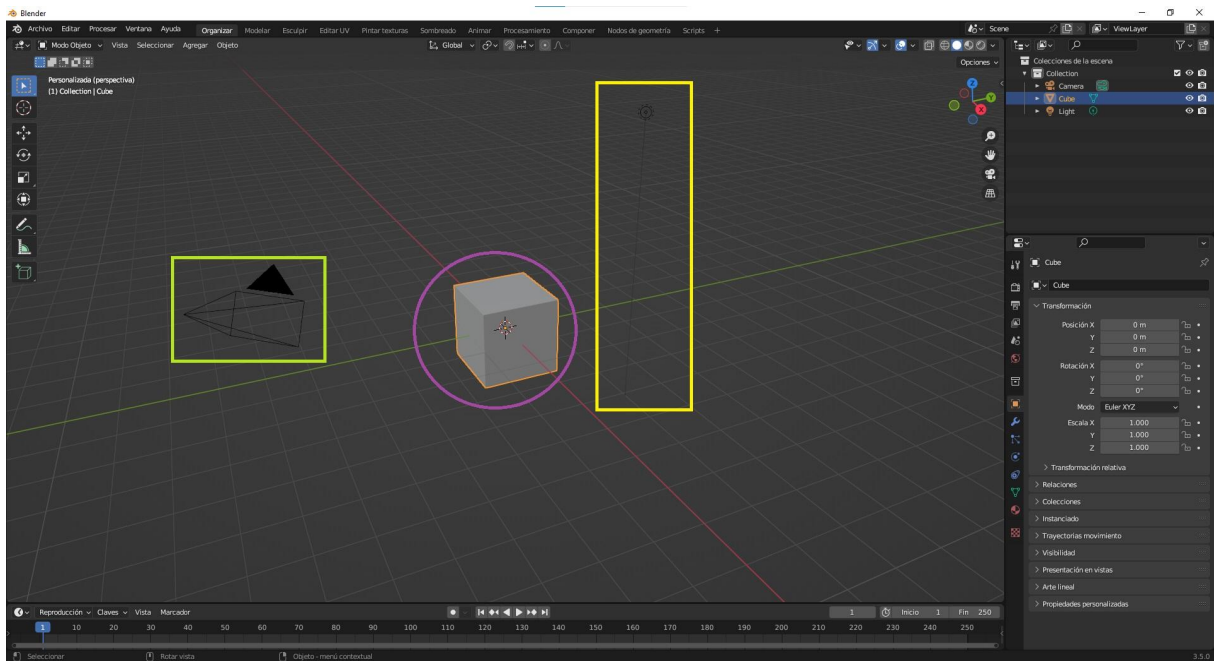 Blender
Archivo Editar Procesar Ventana Ayuda Organizar Modelar Esculpir Editar UV Pintar texturas Sombreado Animar Procesamiento Componer Nodos de geometría Scripts + Scene ViewLayer
Modo Objeto Vista Seleccionar Agregar Objeto Global
Opciones
Personalizada (perspectiva)
(1) Collection | Cube
Z
Y
X
Colecciones de la escena
Collection
Camera
Cube
Light
Cube
Cube
Transformación
Posición X 0 m
Y 0 m
Z 0 m
Rotación X 0°
Y 0°
Z 0°
Modo Euler XYZ
Escala X 1.000
Y 1.000
Z 1.000
Transformación relativa
Relaciones
Colecciones
Instanciado
Trayectorias movimiento
Visibilidad
Presentación en vistas
Arte lineal
Propiedades personalizadas
Reproducción Claves Vista Marcador 1 Inicio 1 Fin 250
1 10 20 30 40 50 60 70 80 90 100 110 120 130 140 150 160 170 180 190 200 210 220 230 240 250
Seleccionar Rotar vista Objeto - menú contextual 3.5.0